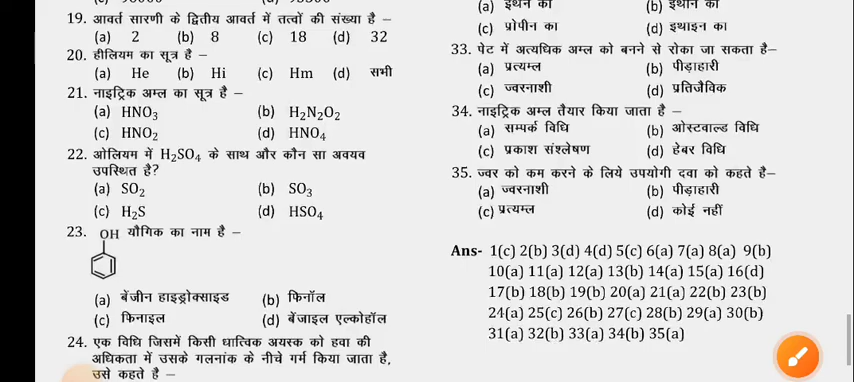 19. आवर्त सारणी के द्वितीय आवर्त में तत्वों की संख्या है –
(a) 2 (b) 8 (c) 18 (d) 32
20. हीलियम का सूत्र है –
(a) He (b) Hi (c) Hm (d) सभी
21. नाइट्रिक अम्ल का सूत्र है –
(a) HNO₃ (b) H₂N₂O₂
(c) HNO₂ (d) HNO₄
22. ओलियम में H₂SO₄ के साथ और कौन सा अवयव
उपस्थित है?
(a) SO₂ (b) SO₃
(c) H₂S (d) HSO₄
23. OH यौगिक का नाम है –
(a) बेंजीन हाइड्रोक्साइड (b) फिनॉल
(c) फिनाइल (d) बेंजाइल एल्कोहॉल
24. एक विधि जिसमें किसी धात्विक अयस्क को हवा की
अधिकता में उसके गलनांक के नीचे गर्म किया जाता है,
उसे कहते है –
(c) प्रोपीन का (d) इथाइन का
33. पेट में अत्यधिक अम्ल को बनने से रोका जा सकता है–
(a) प्रत्यम्ल (b) पीड़ाहारी
(c) ज्वरनाशी (d) प्रतिजैविक
34. नाइट्रिक अम्ल तैयार किया जाता है –
(a) सम्पर्क विधि (b) ओस्टवाल्ड विधि
(c) प्रकाश संश्लेषण (d) हेबर विधि
35. ज्वर को कम करने के लिये उपयोगी दवा को कहते है–
(a) ज्वरनाशी (b) पीड़ाहारी
(c) प्रत्यम्ल (d) कोई नहीं
Ans- 1(c) 2(b) 3(d) 4(d) 5(c) 6(a) 7(a) 8(a) 9(b)
10(a) 11(a) 12(a) 13(b) 14(a) 15(a) 16(d)
17(b) 18(b) 19(b) 20(a) 21(a) 22(b) 23(b)
24(a) 25(c) 26(b) 27(c) 28(b) 29(a) 30(b)
31(a) 32(b) 33(a) 34(b) 35(a)